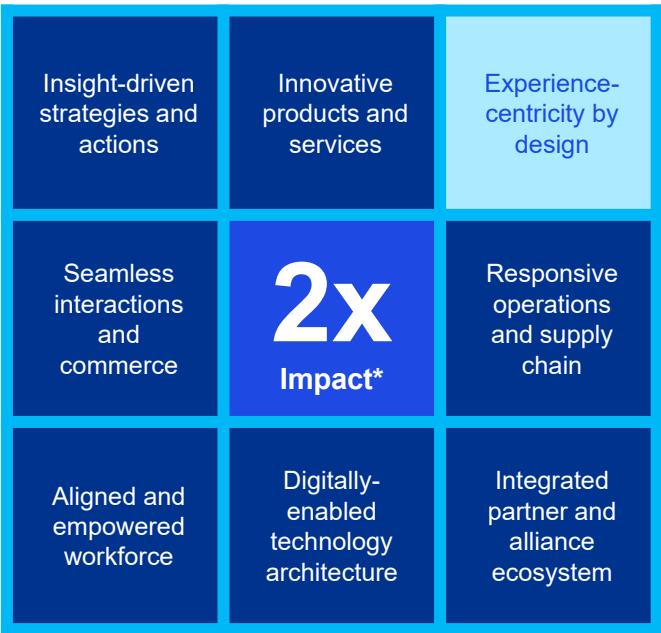 Insight-driven
strategies and
actions
Innovative
products and
services
Experience-
centricity by
design
Seamless
interactions
and
commerce
2x
Impact*
Responsive
operations
and supply
chain
Aligned and
empowered
workforce
Digitally-
enabled
technology
architecture
Integrated
partner and
alliance
ecosystem